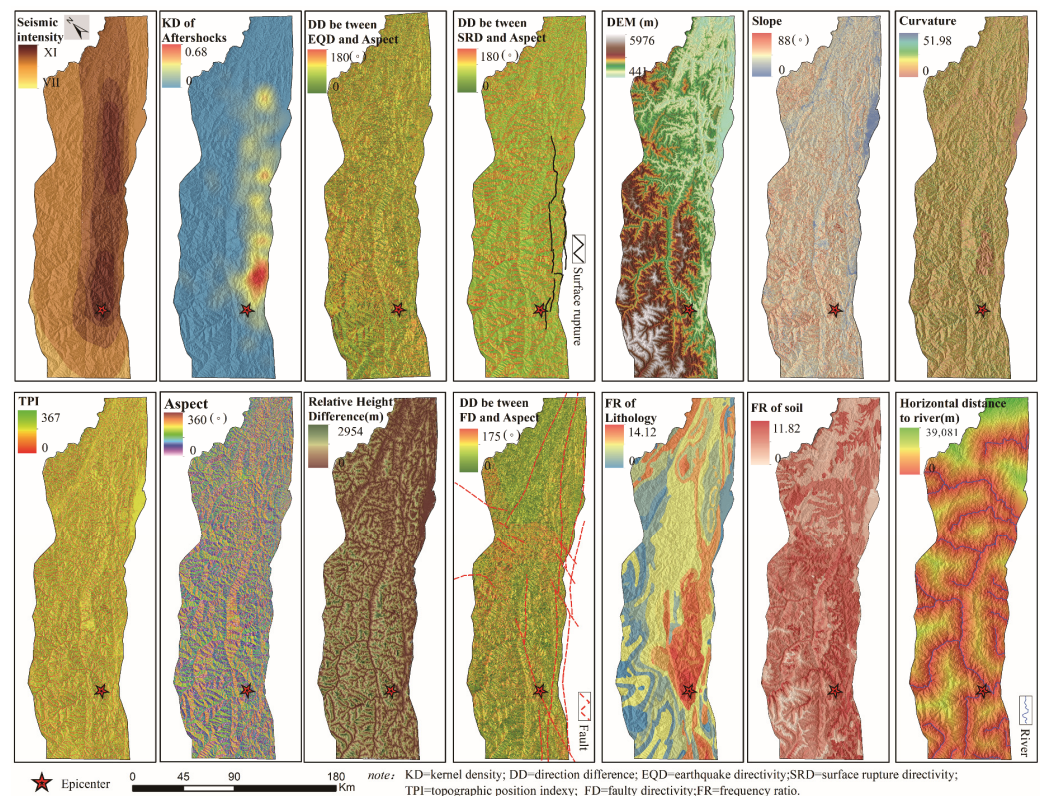 Seismic
intensity
XI
VII
KD of
Aftershocks
0.68
0
DD be tween
EQD and Aspect
180(°)
0
DD be tween
SRD and Aspect
180(°)
0
Surface rupture
DEM (m)
5976
441
Slope
88(°)
0
Curvature
51.98
0
TPI
367
0
Aspect
360(°)
0
Relative Height
Difference(m)
2954
0
DD be tween
FD and Aspect
175(°)
0
Fault
FR of
Lithology
14.12
0
FR of soil
11.82
0
Horizontal distance
to river(m)
39,081
0
River
Epicenter
0 45 90 180
Km
note: KD=kernel density; DD=direction difference; EQD=earthquake directivity;SRD=surface rupture directivity;
TPI=topographic position indexy; FD=faulty directivity;FR=frequency ratio.